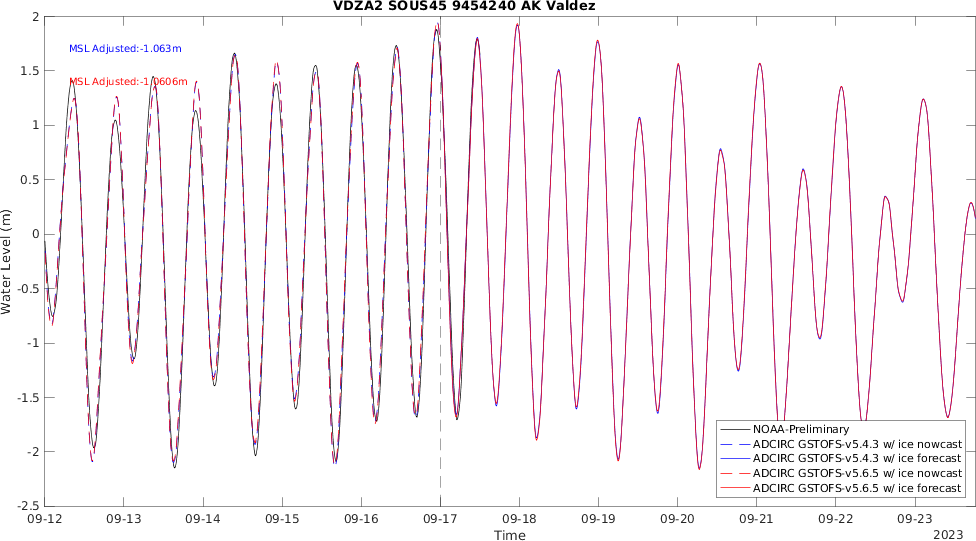 VDZA2 SOUS45 9454240 AK Valdez
MSL Adjusted:-1.063m
MSL Adjusted:-1.0606m
2
1.5
1
0.5
0
-0.5
-1
-1.5
-2
-2.5
Water Level (m)
NOAA-Preliminary
ADCIRC GSTOFS-v5.4.3 w/ ice nowcast
ADCIRC GSTOFS-v5.4.3 w/ ice forecast
ADCIRC GSTOFS-v5.6.5 w/ ice nowcast
ADCIRC GSTOFS-v5.6.5 w/ ice forecast
09-12 09-13 09-14 09-15 09-16 09-17 09-18 09-19 09-20 09-21 09-22 09-23
Time
2023